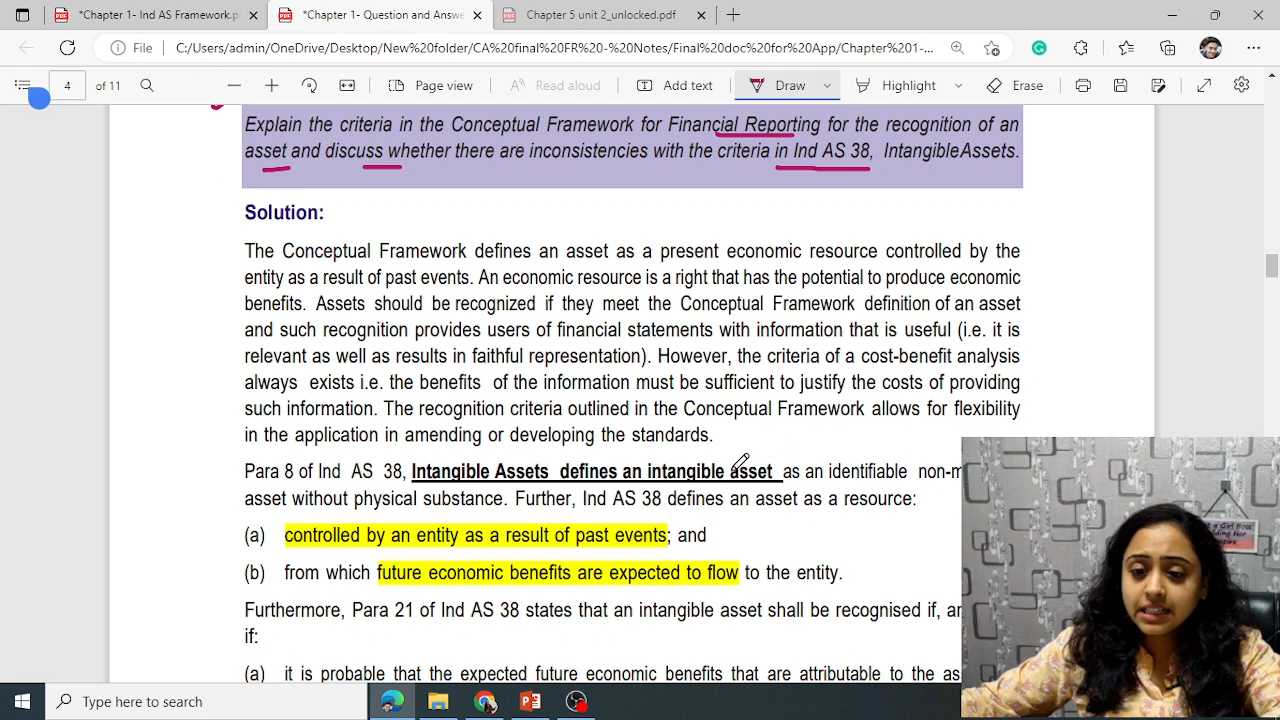 *Chapter 1- Ind AS Framework.p
*Chapter 1- Question and Answe
Chapter 5 unit 2_unlocked.pdf
File
C:/Users/admin/OneDrive/Desktop/New%20folder/CA%20Final%20FR%20-%20Notes/Final%20doc%20for%20App/Chapter%201-...
4 of 11
Page view
Read aloud
Add text
Draw
Highlight
Erase
Explain the criteria in the Conceptual Framework for Financial Reporting for the recognition of an
asset and discuss whether there are inconsistencies with the criteria in Ind AS 38, IntangibleAssets.
Solution:
The Conceptual Framework defines an asset as a present economic resource controlled by the
entity as a result of past events. An economic resource is a right that has the potential to produce economic
benefits. Assets should be recognized if they meet the Conceptual Framework definition of an asset
and such recognition provides users of financial statements with information that is useful (i.e. it is
relevant as well as results in faithful representation). However, the criteria of a cost-benefit analysis
always exists i.e. the benefits of the information must be sufficient to justify the costs of providing
such information. The recognition criteria outlined in the Conceptual Framework allows for flexibility
in the application in amending or developing the standards.
Para 8 of Ind AS 38, Intangible Assets defines an intangible asset as an identifiable non-m
asset without physical substance. Further, Ind AS 38 defines an asset as a resource:
(a) controlled by an entity as a result of past events; and
(b) from which future economic benefits are expected to flow to the entity.
Furthermore, Para 21 of Ind AS 38 states that an intangible asset shall be recognised if, an
if:
(a) it is probable that the expected future economic benefits that are attributable to the as
Girl Boss
Building Her
Empire
Type here to search